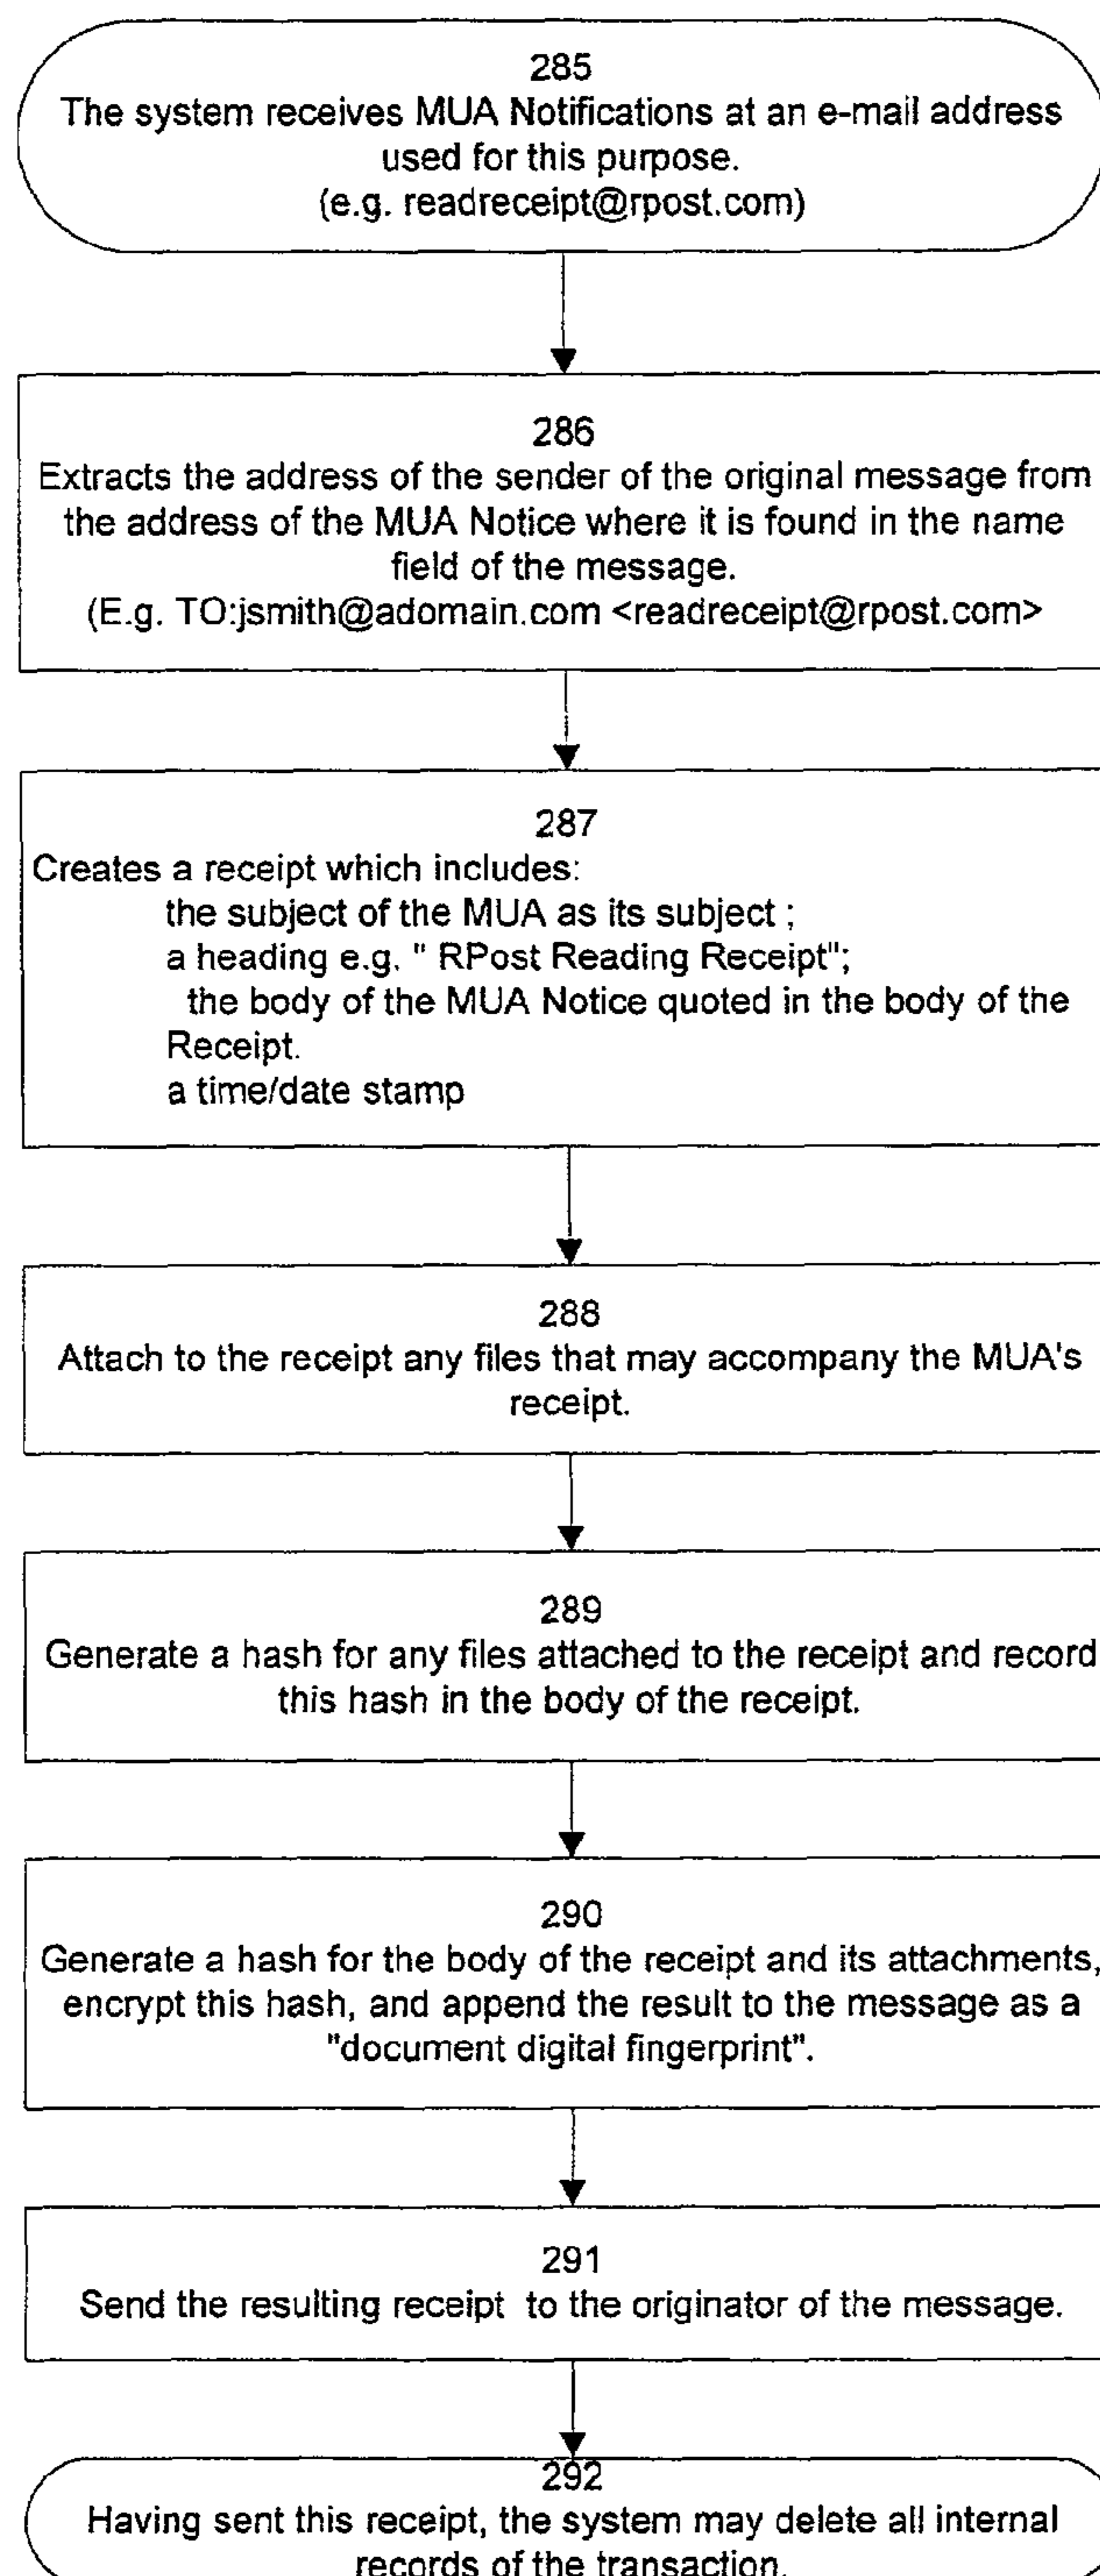 285
The system receives MUA Notifications at an e-mail address
used for this purpose.
(e.g. readreceipt@rpost.com)
286
Extracts the address of the sender of the original message from
the address of the MUA Notice where it is found in the name
field of the message.
(E.g. TO:jsmith@adomain.com <readreceipt@rpost.com>
287
Creates a receipt which includes:
the subject of the MUA as its subject ;
a heading e.g. " RPost Reading Receipt";
the body of the MUA Notice quoted in the body of the
Receipt.
a time/date stamp
288
Attach to the receipt any files that may accompany the MUA's
receipt.
289
Generate a hash for any files attached to the receipt and record
this hash in the body of the receipt.
290
Generate a hash for the body of the receipt and its attachments,
encrypt this hash, and append the result to the message as a
"document digital fingerprint".
291
Send the resulting receipt to the originator of the message.
292
Having sent this receipt, the system may delete all internal
records of the transaction.